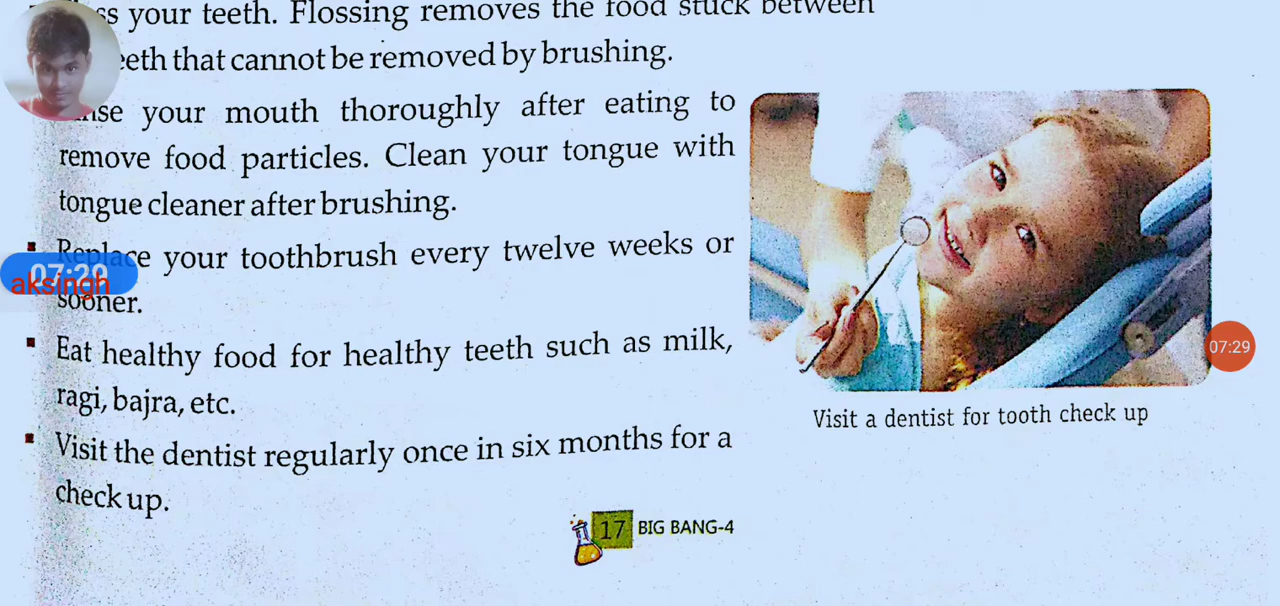 your teeth. Flossing removes the food stuck between
teeth that cannot be removed by brushing.
your mouth thoroughly after eating to
remove food particles. Clean your tongue with
tongue cleaner after brushing.
Replace your toothbrush every twelve weeks or
07:29
aksingh
sooner.
Eat healthy food for healthy teeth such as milk,
ragi, bajra, etc.
07:29
Visit a dentist for tooth check up
Visit the dentist regularly once in six months for a
check up.
17 BIG BANG-4